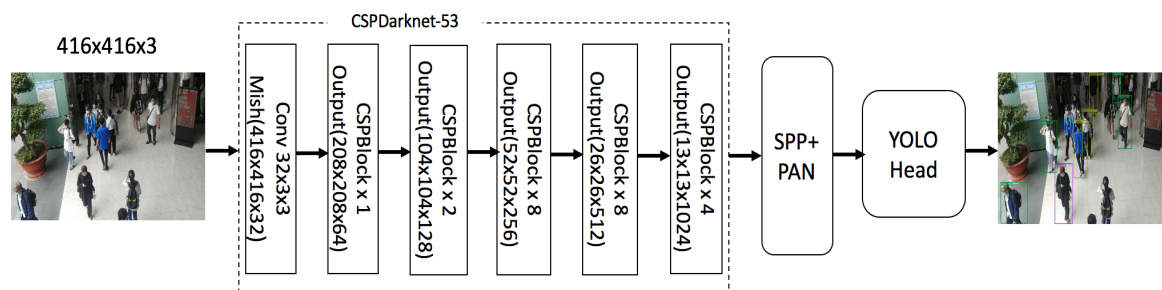 CSPDarknet-53
416x416x3
Conv 32x3x3
Mish(416x416x32)
CSPBlock x 1
Output(208x208x64)
CSPBlock x 2
Output(104x104x128)
CSPBlock x 8
Output(52x52x256)
CSPBlock x 8
Output(26x26x512)
CSPBlock x 4
Output(13x13x1024)
SPP+
PAN
YOLO
Head